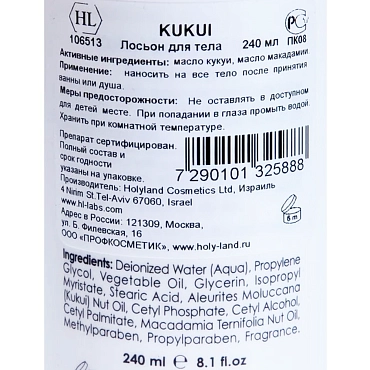 HL
106513
KUKUI
Лосьон для тела
240 мл
РС
ПК08
Активные ингредиенты: масло кукуи, масло макадамии
Применение: наносить на все тело после принятия
ванны или душа.
Меры предосторожности: Не оставлять в доступном
для детей месте. При попадании в глаза промыть водой.
Хранить при комнатной температуре.
Препарат сертифицирован.
Полный состав и
срок годности
указаны на упаковке.
7 290101 325888
Производитель: Holyland Cosmetics Ltd, Израиль
4 Nirim St.Tel-Aviv 67060, Israel
www.hl-labs.com
Адрес в России: 121309, Москва,
ул. Б. Филевская, 16
ООО «ПРОФКОСМЕТИК» www.holy-land.ru
6 m
Ingredients: Deionized Water (Aqua), Propylene
Glycol, Vegetable Oil, Glycerin, Isopropyl
Myristate, Stearic Acid, Aleurites Moluccana
(Kukui) Nut Oil, Cetyl Phosphate, Cetyl Alcohol,
Cetyl Palmitate, Macadamia Ternifolia Nut Oil,
Methylparaben, Propylparaben, Fragrance.
240 ml e 8.1 fl.oz